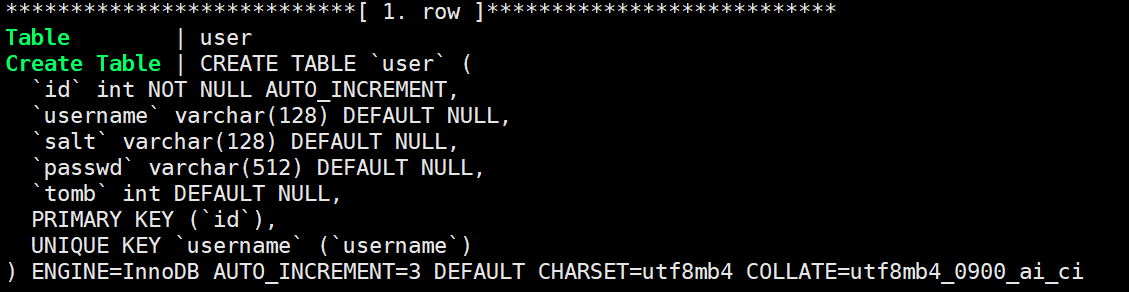 ***************************[ 1. row ]***************************
Table        | user
Create Table | CREATE TABLE `user` (
  `id` int NOT NULL AUTO_INCREMENT,
  `username` varchar(128) DEFAULT NULL,
  `salt` varchar(128) DEFAULT NULL,
  `passwd` varchar(512) DEFAULT NULL,
  `tomb` int DEFAULT NULL,
  PRIMARY KEY (`id`),
  UNIQUE KEY `username` (`username`)
) ENGINE=InnoDB AUTO_INCREMENT=3 DEFAULT CHARSET=utf8mb4 COLLATE=utf8mb4_0900_ai_ci